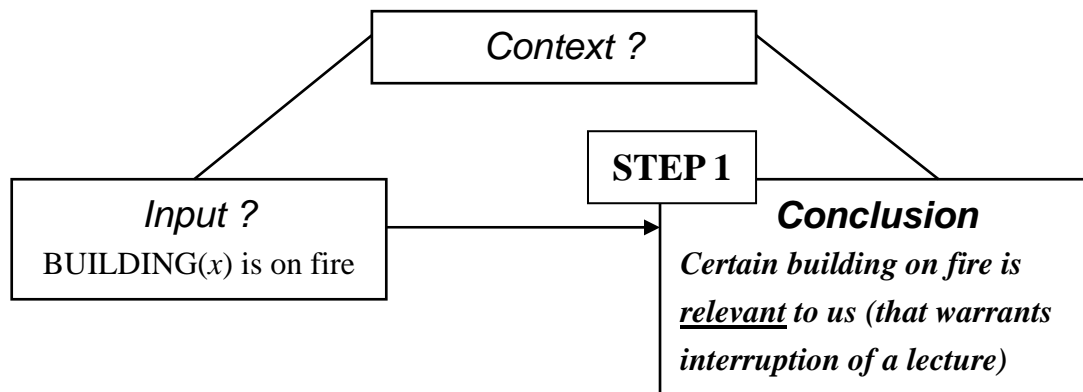 Context ?
STEP 1
Input ?
BUILDING(x) is on fire
Conclusion
Certain building on fire is
relevant to us (that warrants
interruption of a lecture)